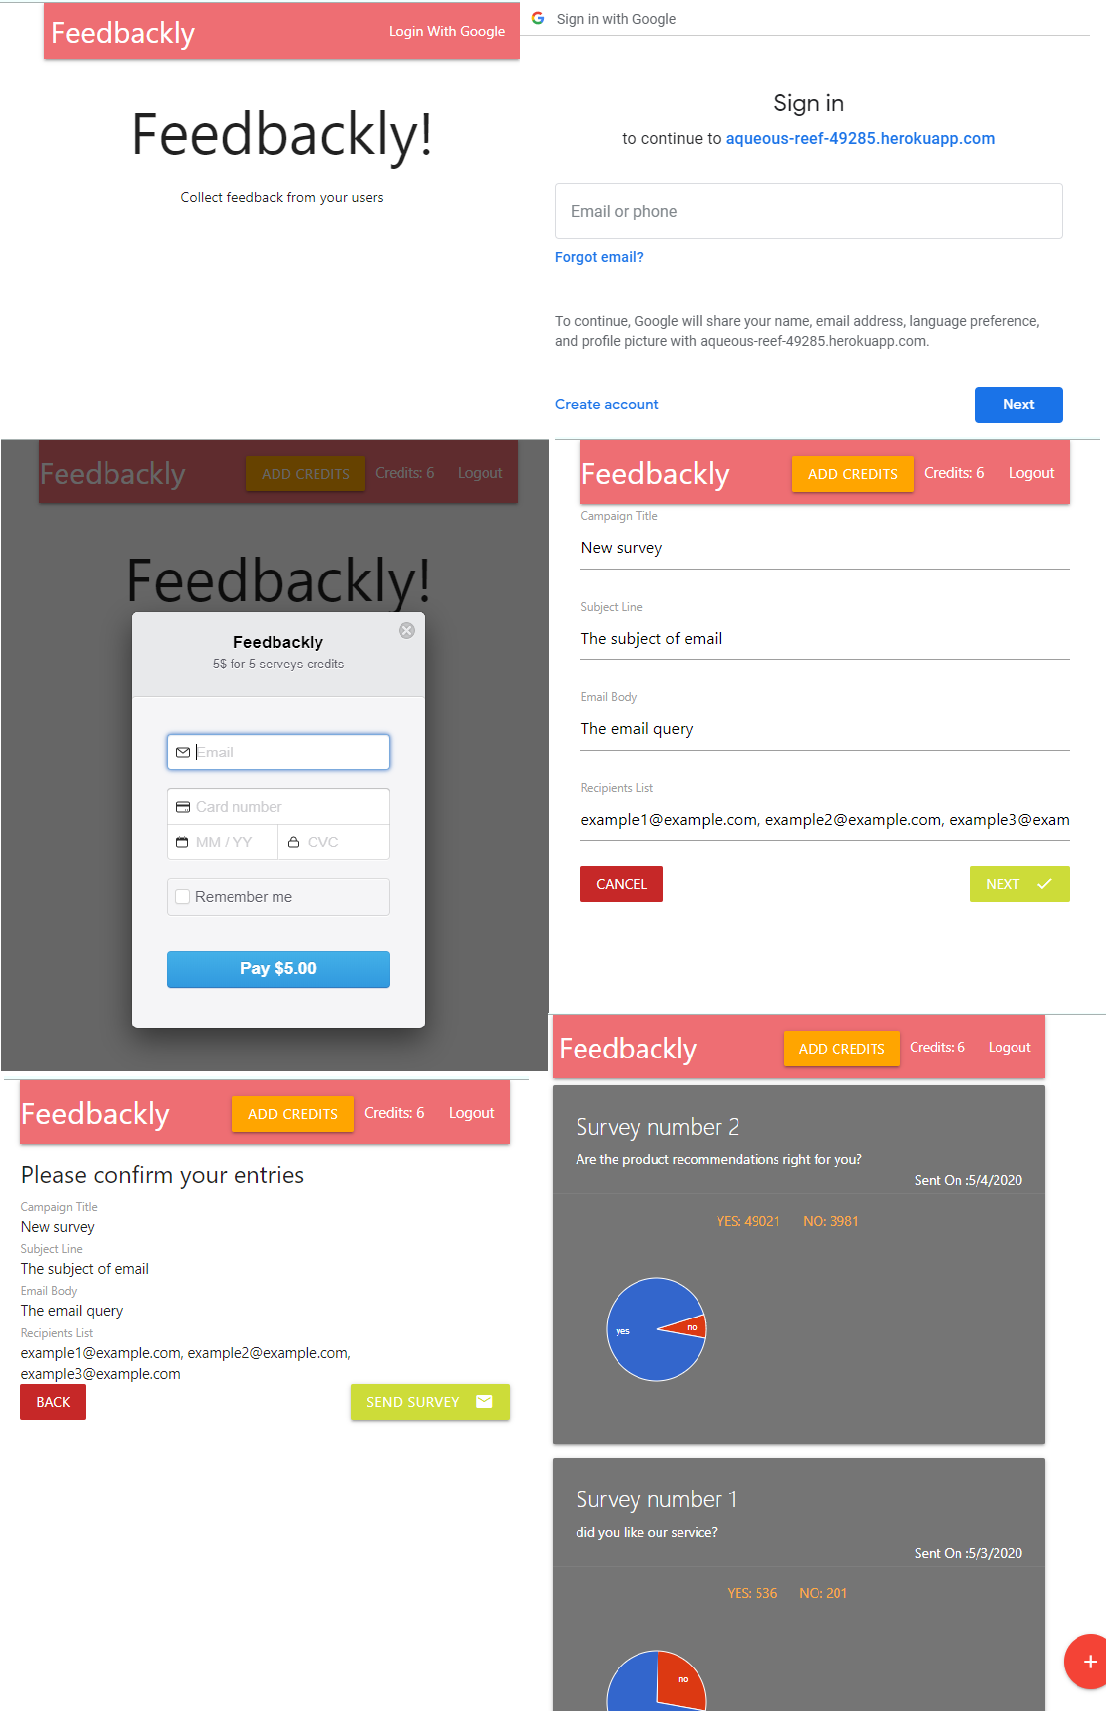 Feedbackly
Login With Google
Feedbackly!
Collect feedback from your users
Sign in with Google
Sign in
to continue to aqueous-reef-49285.herokuapp.com
Email or phone
Forgot email?
To continue, Google will share your name, email address, language preference,
and profile picture with aqueous-reef-49285.herokuapp.com.
Create account
Next
Feedbackly
ADD CREDITS
Credits: 6
Logout
Feedbackly!
Feedbackly
5$ for 5 surveys credits
Email
Card number
MM / YY
CVC
Remember me
Pay $5.00
Feedbackly
ADD CREDITS
Credits: 6
Logout
Campaign Title
New survey
Subject Line
The subject of email
Email Body
The email query
Recipients List
example1@example.com, example2@example.com, example3@exam
CANCEL
NEXT
Feedbackly
ADD CREDITS
Credits: 6
Logout
Please confirm your entries
Campaign Title
New survey
Subject Line
The subject of email
Email Body
The email query
Recipients List
example1@example.com, example2@example.com,
example3@example.com
BACK
SEND SURVEY
Feedbackly
ADD CREDITS
Credits: 6
Logout
Survey number 2
Are the product recommendations right for you?
Sent On :5/4/2020
YES: 49021
NO: 3981
yes
no
Survey number 1
did you like our service?
Sent On :5/3/2020
YES: 536
NO: 201
no
+